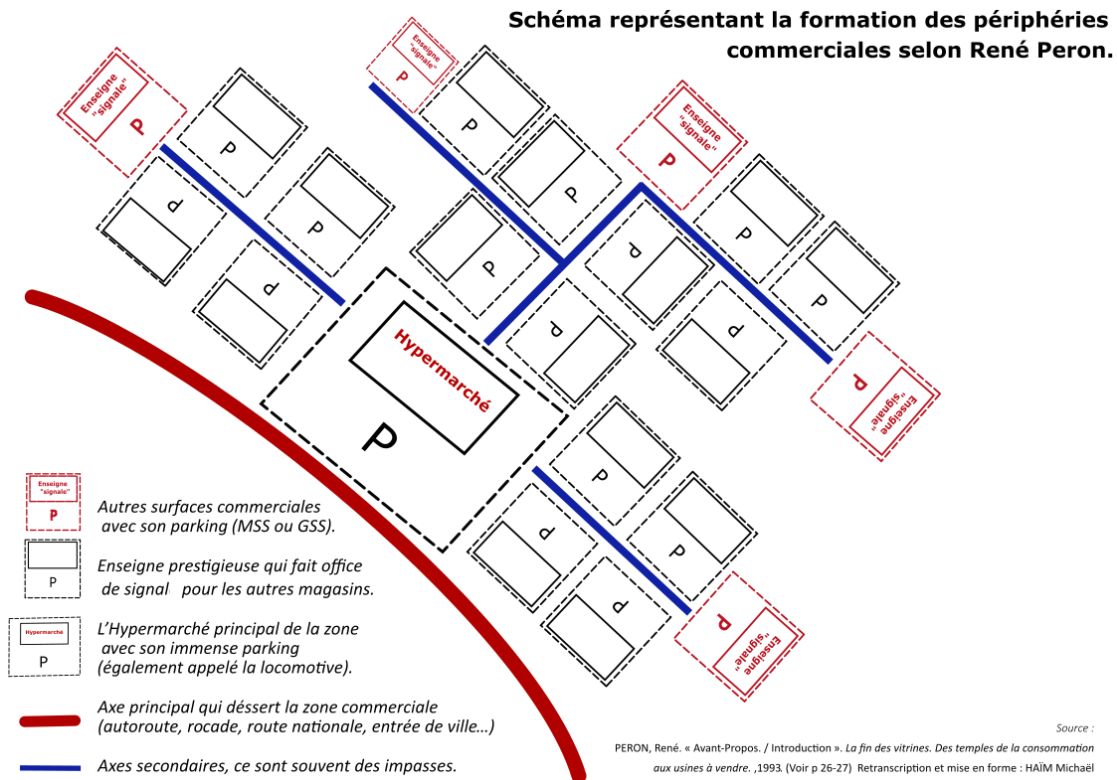 Schéma représentant la formation des périphéries
commerciales selon René Peron.
Enseigne
"signale"
P
P
P
P
P
P
Enseigne
"signale"
P
P
P
P
Enseigne
"signale"
P
P
P
P
P
P
Enseigne
"signale"
P
Hypermarché
P
P
P
P
P
Enseigne
"signale"
P
Enseigne
"signale"
P
Autres surfaces commerciales
avec son parking (MSS ou GSS).
P
Enseigne prestigieuse qui fait office
de signal pour les autres magasins.
Hypermarché
P
L’Hypermarché principal de la zone
avec son immense parking
(également appelé la locomotive).
Axe principal qui déssert la zone commerciale
(autoroute, rocade, route nationale, entrée de ville...)
Axes secondaires, ce sont souvent des impasses.
Source :
PERON, René. « Avant-Propos. / Introduction ». La fin des vitrines. Des temples de la consommation
aux usines à vendre. ,1993. (Voir p 26-27) Retranscription et mise en forme : HAÏM Michaël